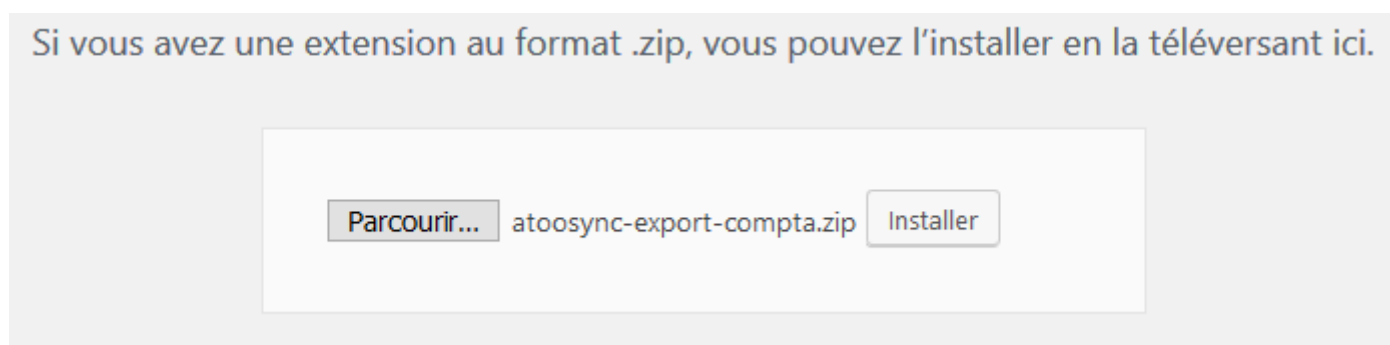 Si vous avez une extension au format .zip, vous pouvez l’installer en la téléversant ici.
Parcourir... atoosync-export-compta.zip Installer